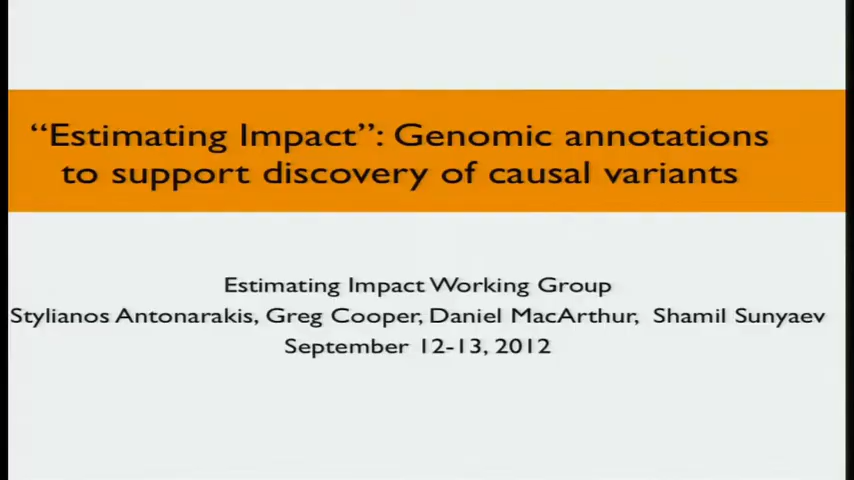 “Estimating Impact”: Genomic annotations
to support discovery of causal variants
Estimating Impact Working Group
Stylianos Antonarakis, Greg Cooper, Daniel MacArthur, Shamil Sunyaev
September 12-13, 2012